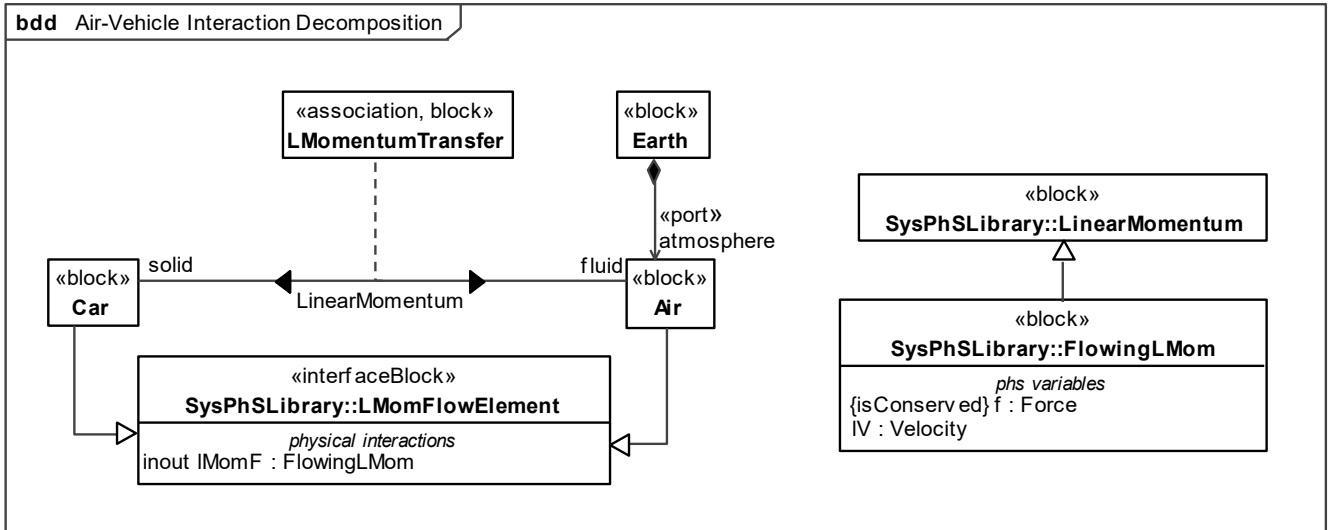 bdd Air-Vehicle Interaction Decomposition
«association, block»
LMomentumTransfer
«block»
Earth
«port»
atmosphere
«block»
Car
solid
LinearMomentum
fluid
«block»
Air
«interfaceBlock»
SysPhSLibrary::LMomFlowElement
physical interactions
inout lMomF : FlowingLMom
«block»
SysPhSLibrary::LinearMomentum
«block»
SysPhSLibrary::FlowingLMom
phs variables
{isConserved} f : Force
lV : Velocity